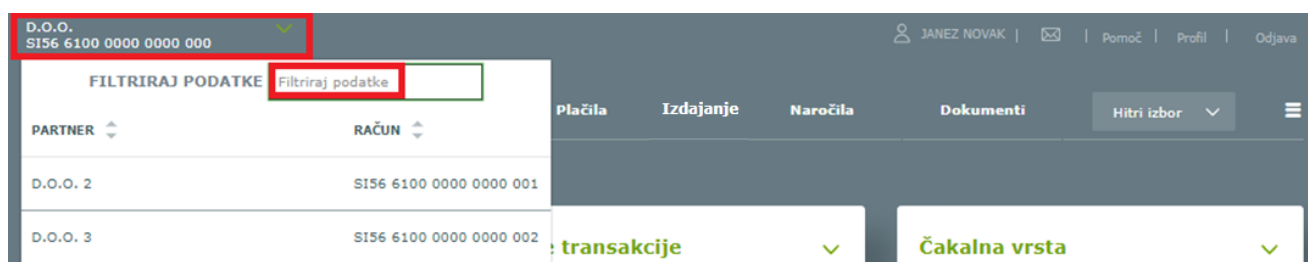 D.O.O.
SI56 6100 0000 0000 000
JANEZ NOVAK | | Pomoč | Profil | Odjava
FILTRIRAJ PODATKE Filtriraj podatke
Plačila Izdajanje Naročila Dokumenti Hitri izbor
PARTNER RAČUN
D.O.O. 2 SI56 6100 0000 0000 001
D.O.O. 3 SI56 6100 0000 0000 002
transakcije Čakalna vrsta